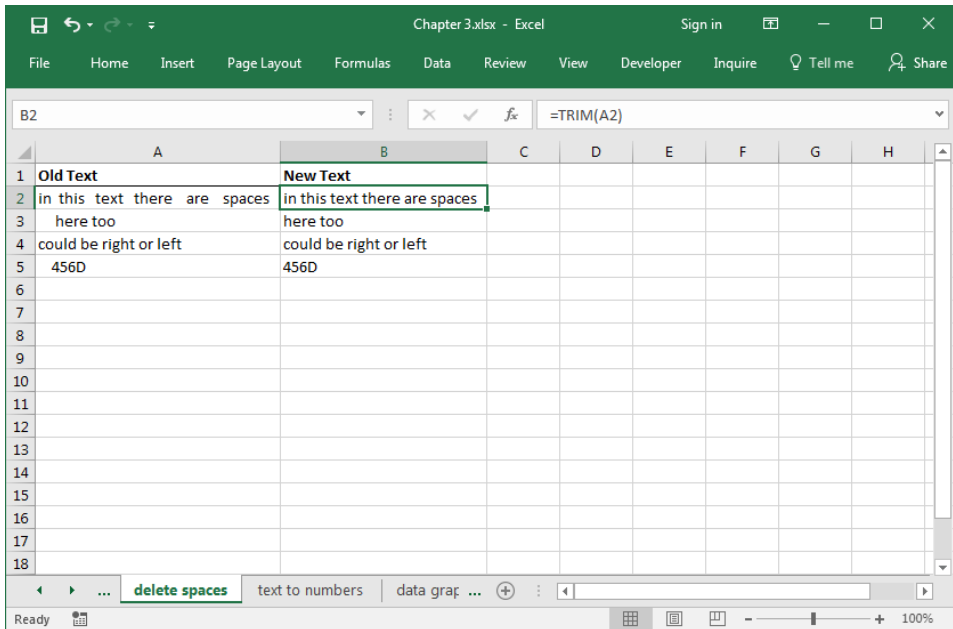 Chapter 3.xlsx - Excel Sign in
File Home Insert Page Layout Formulas Data Review View Developer Inquire Tell me Share
B2 fx =TRIM(A2)
A B C D E F G H
1 Old Text New Text
2 in this text there are spaces in this text there are spaces
3 here too here too
4 could be right or left could be right or left
5 456D 456D
6
7
8
9
10
11
12
13
14
15
16
17
18
... delete spaces text to numbers data grap ...
Ready 100%